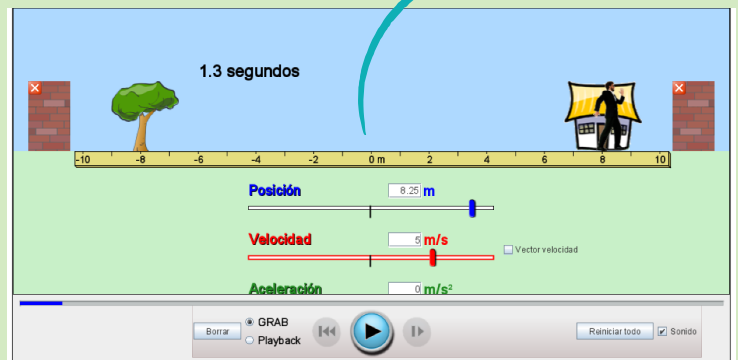 1.3 segundos
-10 -8 -6 -4 -2 0 m 2 4 6 8 10
Posición 8.25 m
Velocidad 5 m/s
Vector velocidad
Aceleración 0 m/s²
Borrar
GRAB
Playback
Reiniciar todo
Sonido